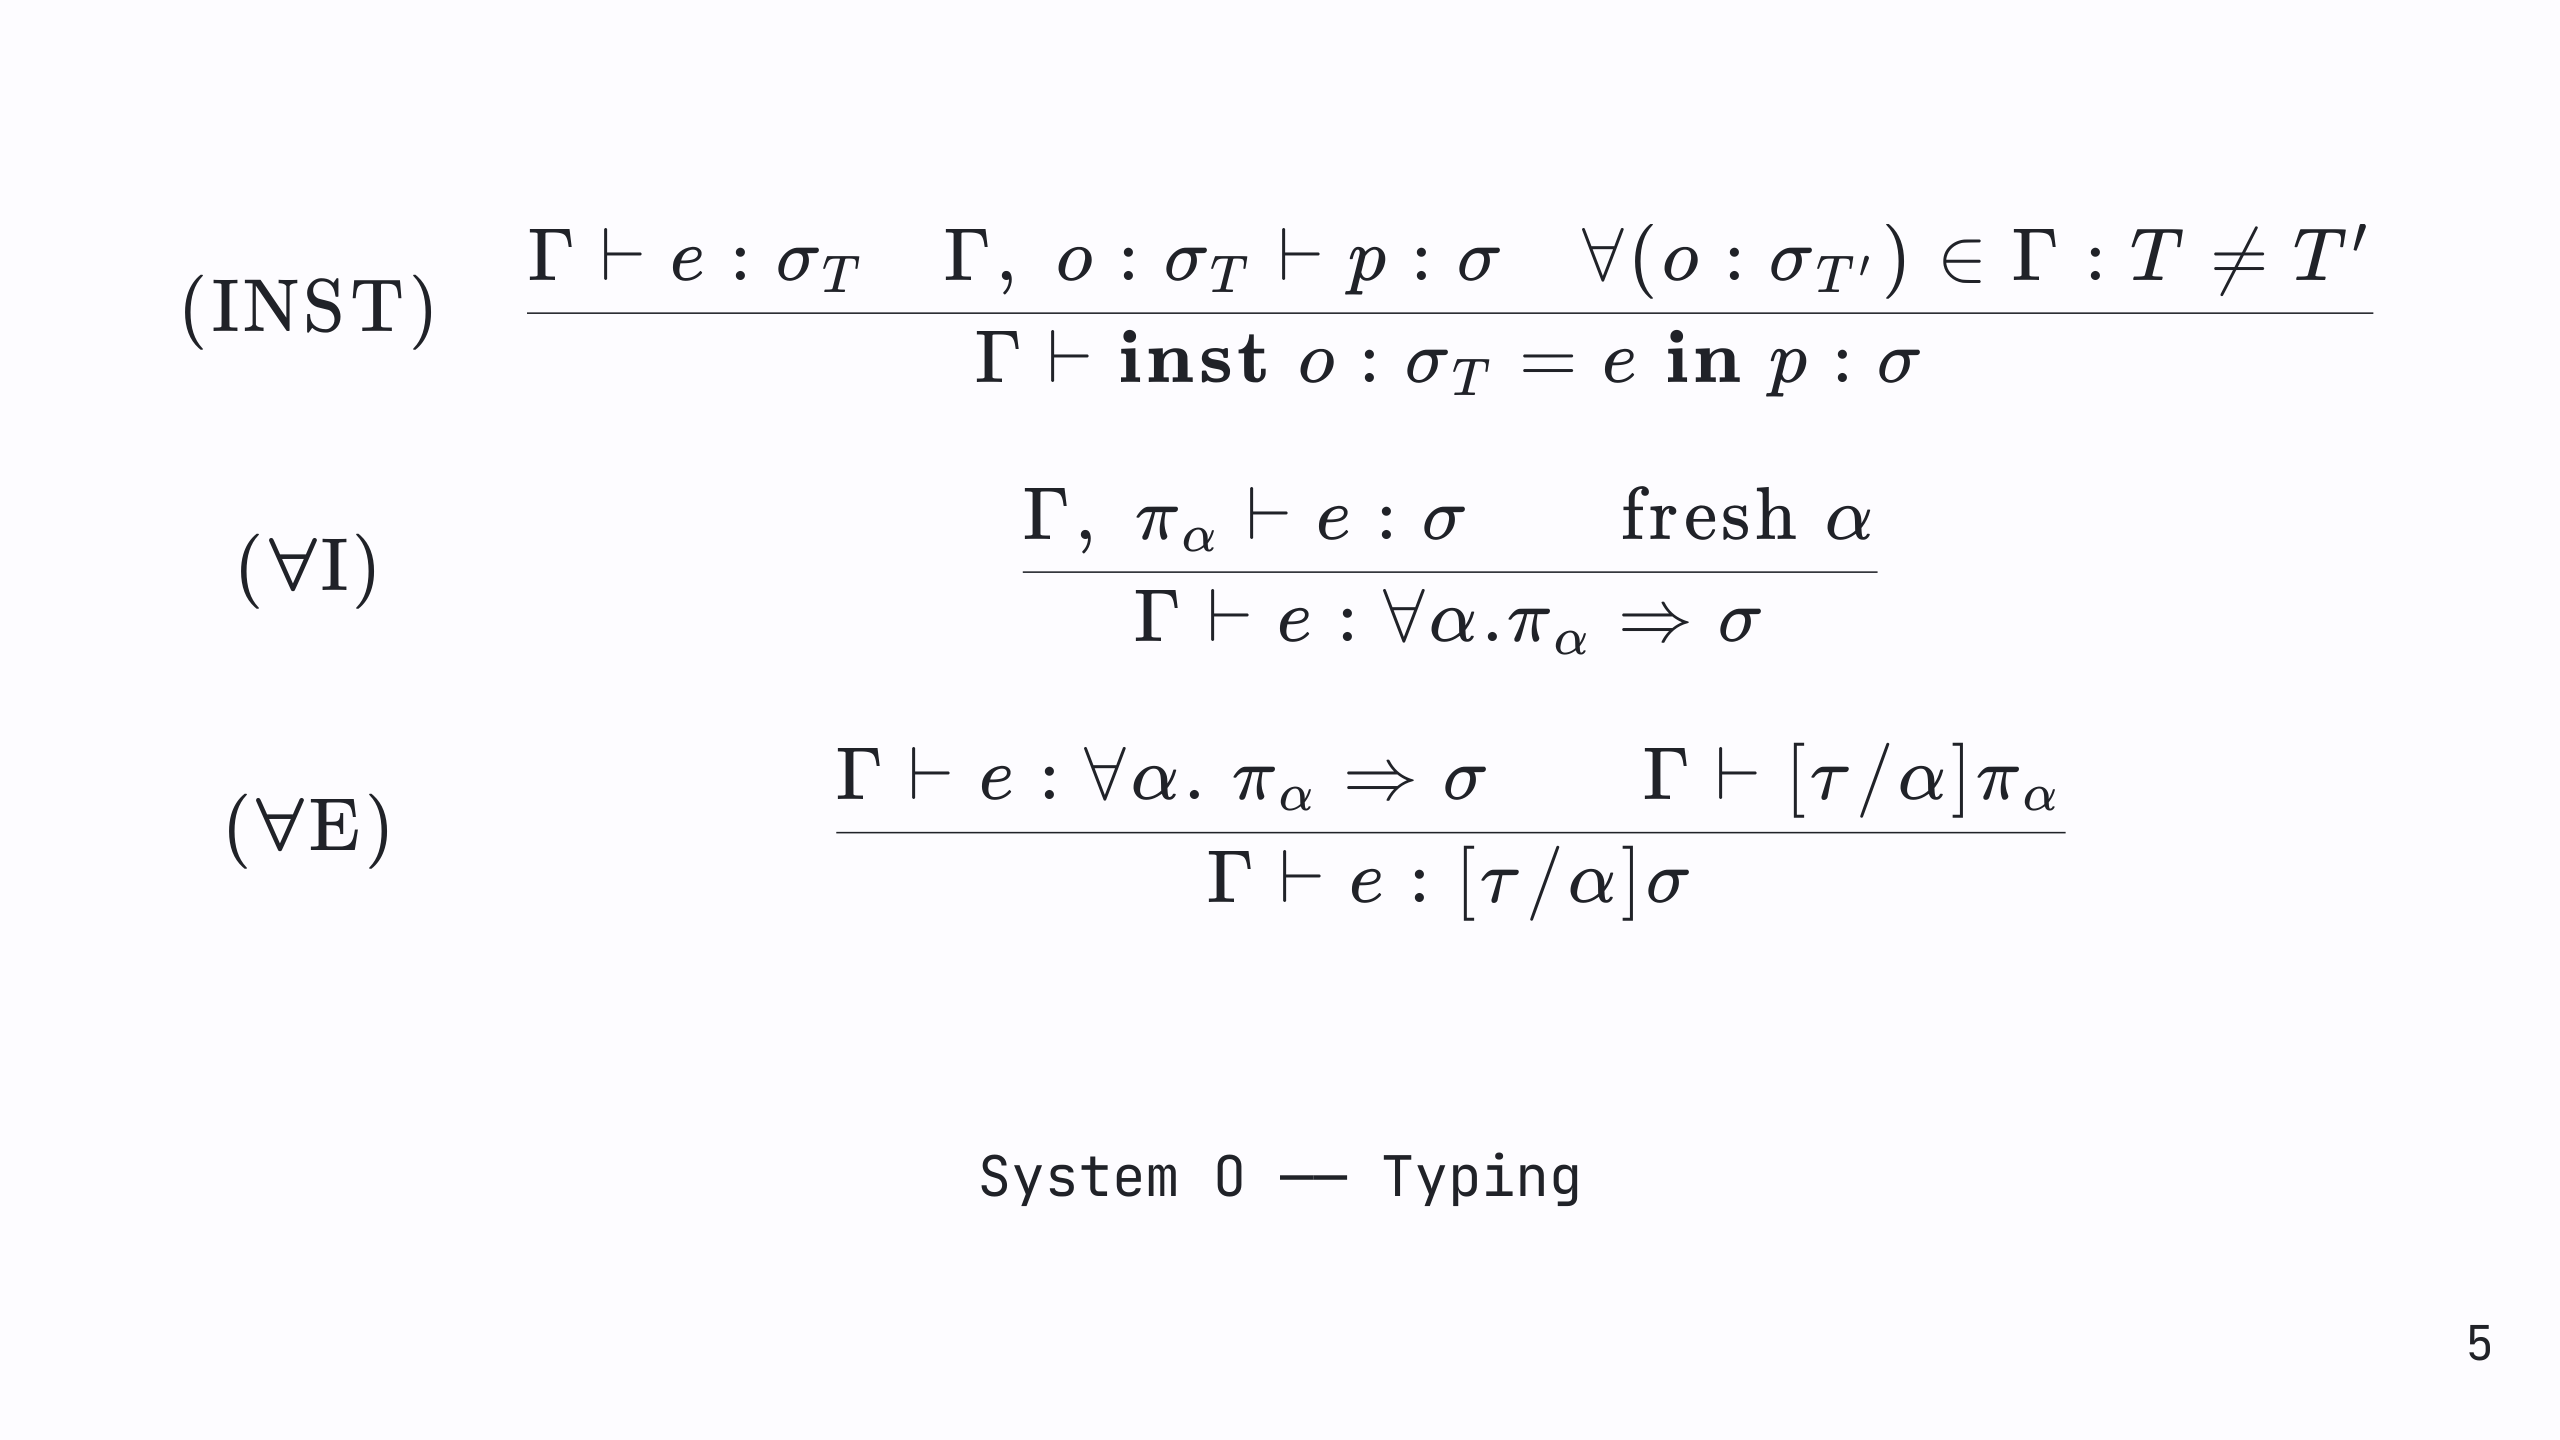 Γ ⊢ e : σ_T    Γ, o : σ_T ⊢ p : σ    ∀(o : σ_T′) ∈ Γ : T ≠ T′
(INST)
Γ ⊢ inst o : σ_T = e in p : σ
Γ, π_α ⊢ e : σ    fresh α
(∀I)
Γ ⊢ e : ∀α.π_α ⇒ σ
Γ ⊢ e : ∀α. π_α ⇒ σ    Γ ⊢ [τ/α]π_α
(∀E)
Γ ⊢ e : [τ/α]σ
System O —— Typing
5